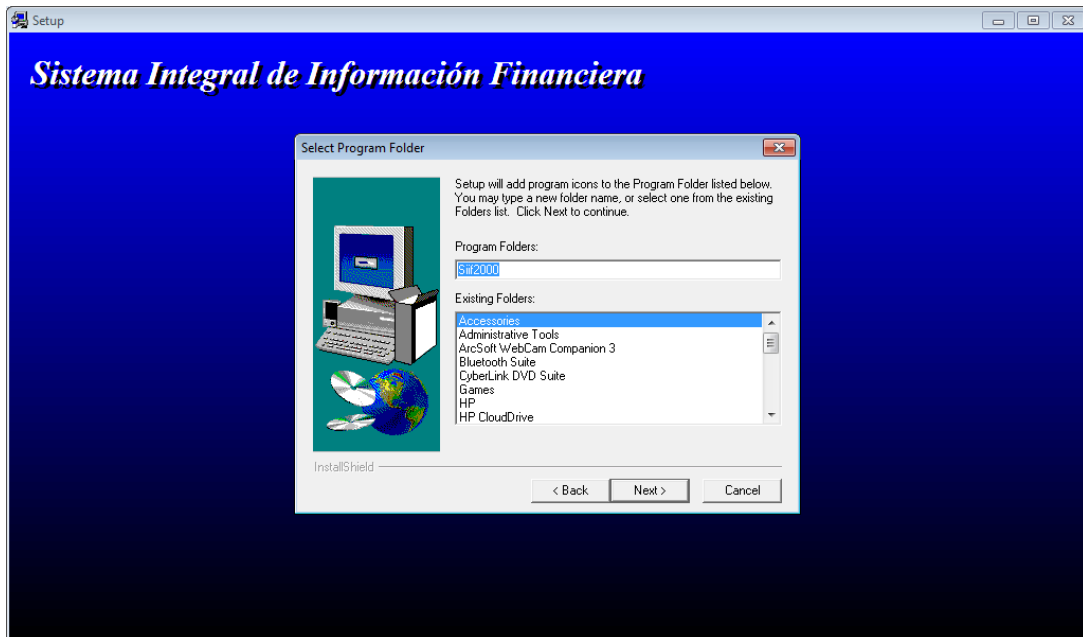 Setup
Sistema Integral de Información Financiera
Select Program Folder
Setup will add program icons to the Program Folder listed below.
You may type a new folder name, or select one from the existing
Folders list. Click Next to continue.
Program Folders:
Siif2000
Existing Folders:
Accessories
Administrative Tools
ArcSoft WebCam Companion 3
Bluetooth Suite
CyberLink DVD Suite
Games
HP
HP CloudDrive
InstallShield
< Back
Next >
Cancel